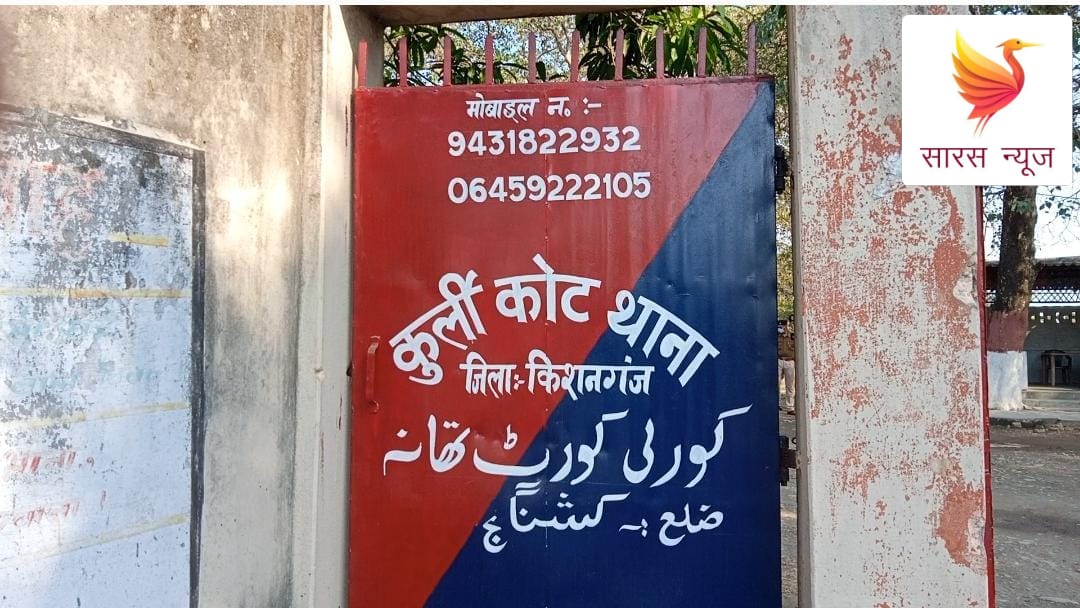 मोबाइल न॰ :-
9431822932
06459222105
कुर्ली कोट थाना
जिलाः-किशनगंज
کورلی کورٹ تھانہ
ضلع ہ کشنگنج
सारस न्यूज